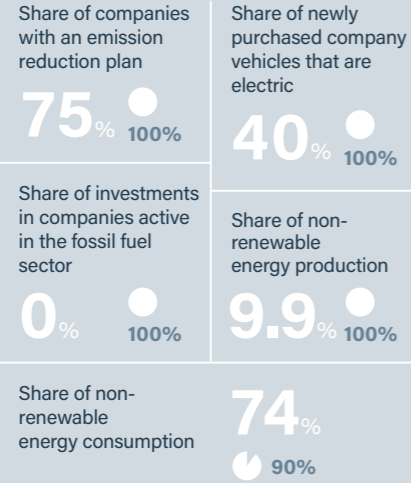 Share of companies
with an emission
reduction plan
75%
100%
Share of newly
purchased company
vehicles that are
electric
40%
100%
Share of investments
in companies active
in the fossil fuel
sector
0%
100%
Share of non-
renewable
energy production
9.9%
100%
Share of non-
renewable
energy consumption
74%
90%